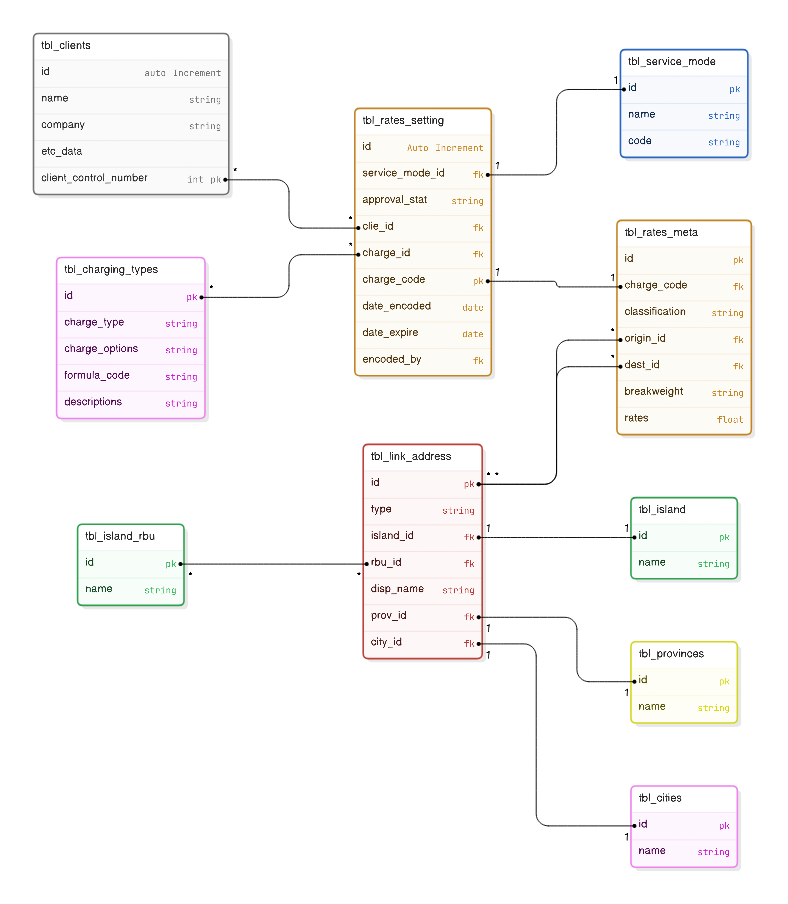 tbl_clients
id auto Increment
name string
company string
etc_data
client_control_number int pk
*
tbl_charging_types
id pk
*
charge_type string
charge_options string
formula_code string
descriptions string
tbl_rates_setting
id Auto Increment
service_mode_id fk
1
approval_stat string
*
clie_id fk
*
charge_id fk
charge_code pk
1
date_encoded date
date_expire date
encoded_by fk
tbl_service_mode
1
id pk
name string
code string
tbl_rates_meta
id pk
1
charge_code fk
classification string
*
origin_id fk
*
dest_id fk
breakweight string
rates float
tbl_link_address
id pk
* *
type string
island_id fk
1
rbu_id fk
*
disp_name string
prov_id fk
1
city_id fk
1
tbl_island_rbu
id pk
*
name string
tbl_island
1
id pk
name string
tbl_provinces
id pk
1
name string
tbl_cities
id pk
1
name string